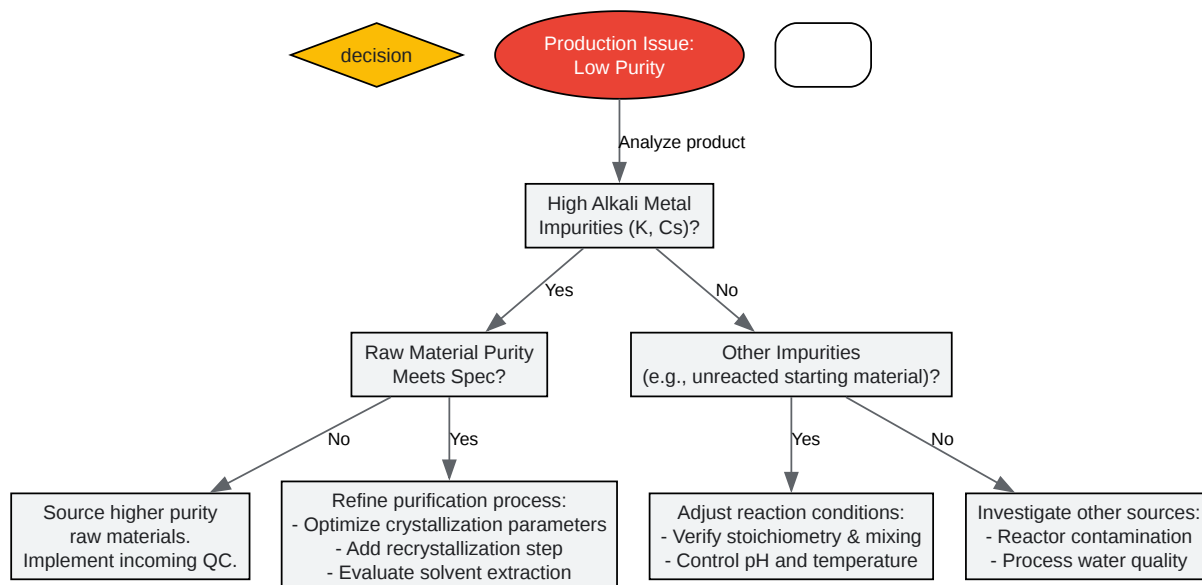 decision
Production Issue:
Low Purity
Analyze product
High Alkali Metal
Impurities (K, Cs)?
Yes
No
Raw Material Purity
Meets Spec?
Other Impurities
(e.g., unreacted starting material)?
No
Yes
Yes
No
Source higher purity
raw materials.
Implement incoming QC.
Refine purification process:
- Optimize crystallization parameters
- Add recrystallization step
- Evaluate solvent extraction
Adjust reaction conditions:
- Verify stoichiometry & mixing
- Control pH and temperature
Investigate other sources:
- Reactor contamination
- Process water quality